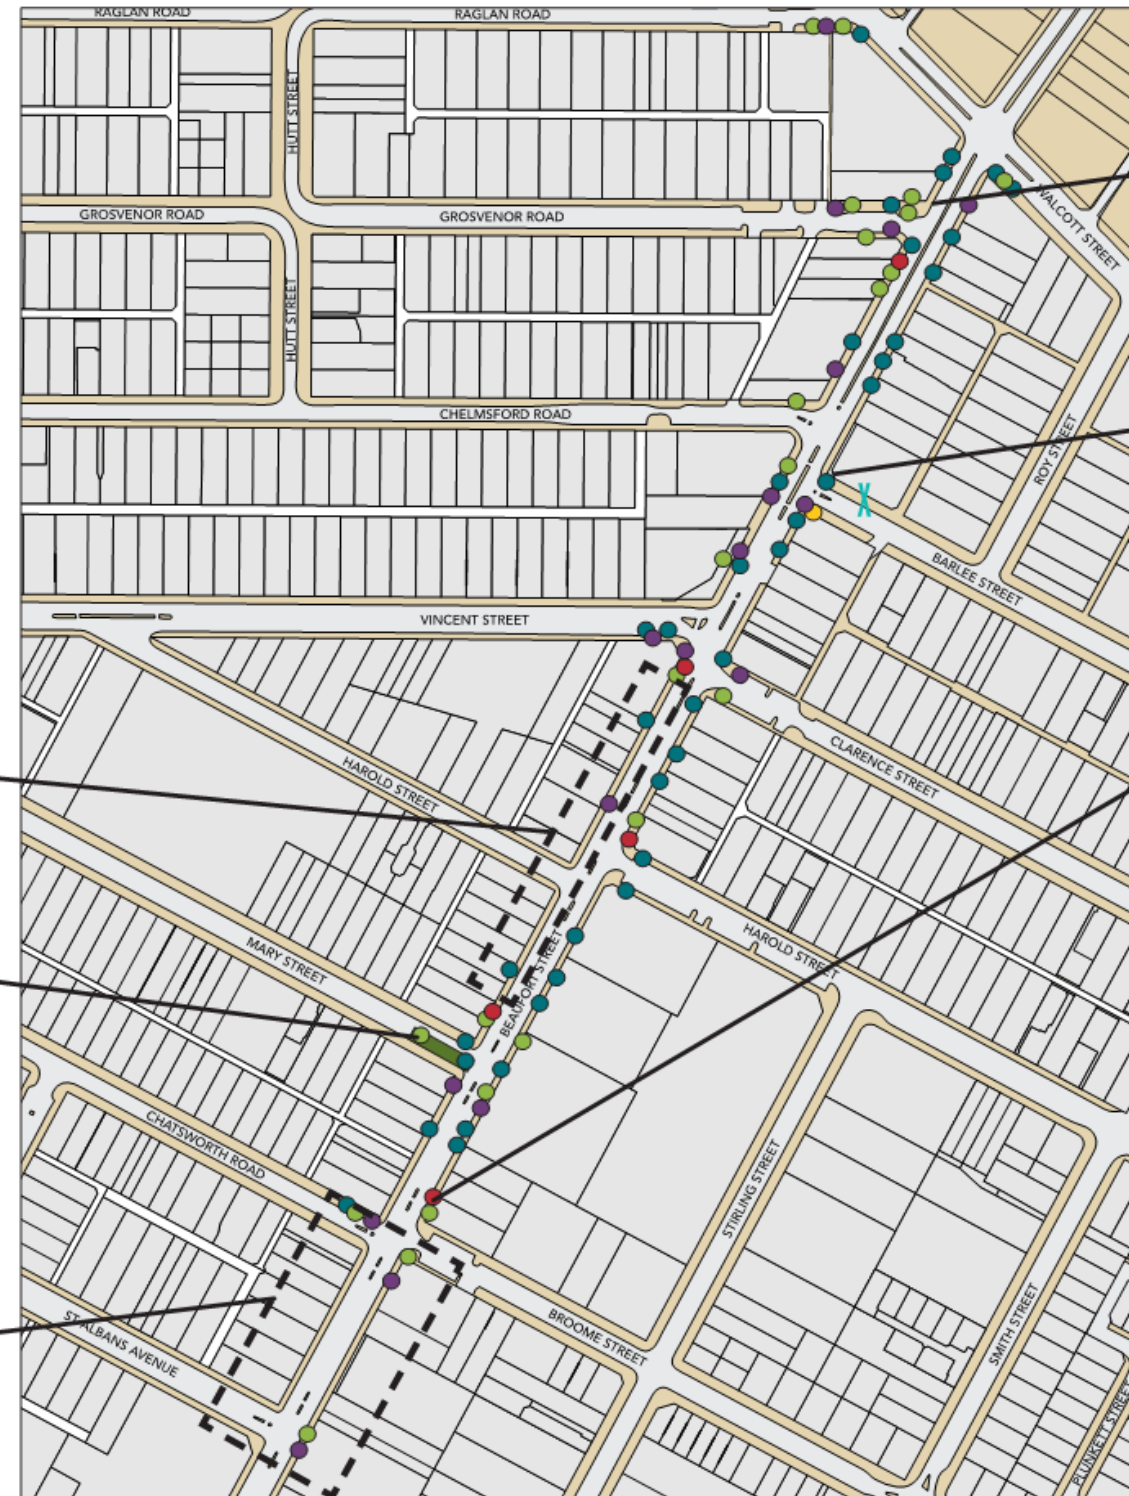 RAGLAN ROAD
RAGLAN ROAD
HUTT STREET
WALCOTT STREET
GROSVENOR ROAD
GROSVENOR ROAD
HUTT STREET
CHELMSFORD ROAD
ROY STREET
X
BARLEE STREET
VINCENT STREET
CLARENCE STREET
HAROLD STREET
HAROLD STREET
MARY STREET
BEAUFORT STREET
CHATSWORTH ROAD
STIRLING STREET
ST ALBANS AVENUE
BROOME STREET
SMITH STREET
PLUNKETT STREET